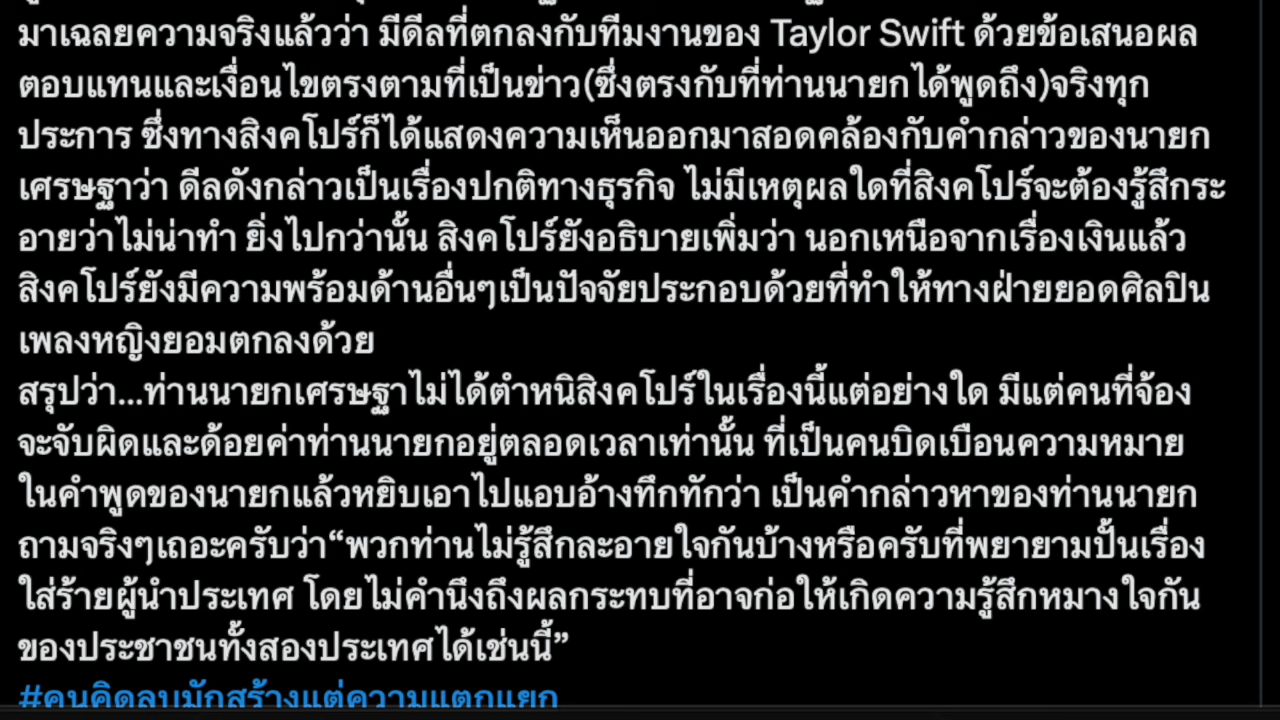 มาเฉลยความจริงแล้วว่า มีดีลที่ตกลงกับทีมงานของ Taylor Swift ด้วยข้อเสนอผล
ตอบแทนและเงื่อนไขตรงตามที่เป็นข่าว(ซึ่งตรงกับที่ท่านนายกได้พูดถึง)จริงทุก
ประการ ซึ่งทางสิงคโปร์ก็ได้แสดงความเห็นออกมาสอดคล้องกับคำกล่าวของนายก
เศรษฐาว่า ดีลดังกล่าวเป็นเรื่องปกติทางธุรกิจ ไม่มีเหตุผลใดที่สิงคโปร์จะต้องรู้สึกระ
อายว่าไม่น่าทำ ยิ่งไปกว่านั้น สิงคโปร์ยังอธิบายเพิ่มว่า นอกเหนือจากเรื่องเงินแล้ว
สิงคโปร์ยังมีความพร้อมด้านอื่นๆเป็นปัจจัยประกอบด้วยที่ทำให้ทางฝ่ายยอดศิลปิน
เพลงหญิงยอมตกลงด้วย
สรุปว่า...ท่านนายกเศรษฐาไม่ได้ตำหนิสิงคโปร์ในเรื่องนี้แต่อย่างใด มีแต่คนที่จ้อง
จะจับผิดและด้อยค่าท่านนายกอยู่ตลอดเวลาเท่านั้น ที่เป็นคนบิดเบือนความหมาย
ในคำพูดของนายกแล้วหยิบเอาไปแอบอ้างทึกทักว่า เป็นคำกล่าวหาของท่านนายก
ถามจริงๆเถอะครับว่า“พวกท่านไม่รู้สึกละอายใจกันบ้างหรือครับที่พยายามปั้นเรื่อง
ใส่ร้ายผู้นำประเทศ โดยไม่คำนึงถึงผลกระทบที่อาจก่อให้เกิดความรู้สึกหมางใจกัน
ของประชาชนทั้งสองประเทศได้เช่นนี้”
#คนคิดลบมักสร้างแต่ความแตกแยก